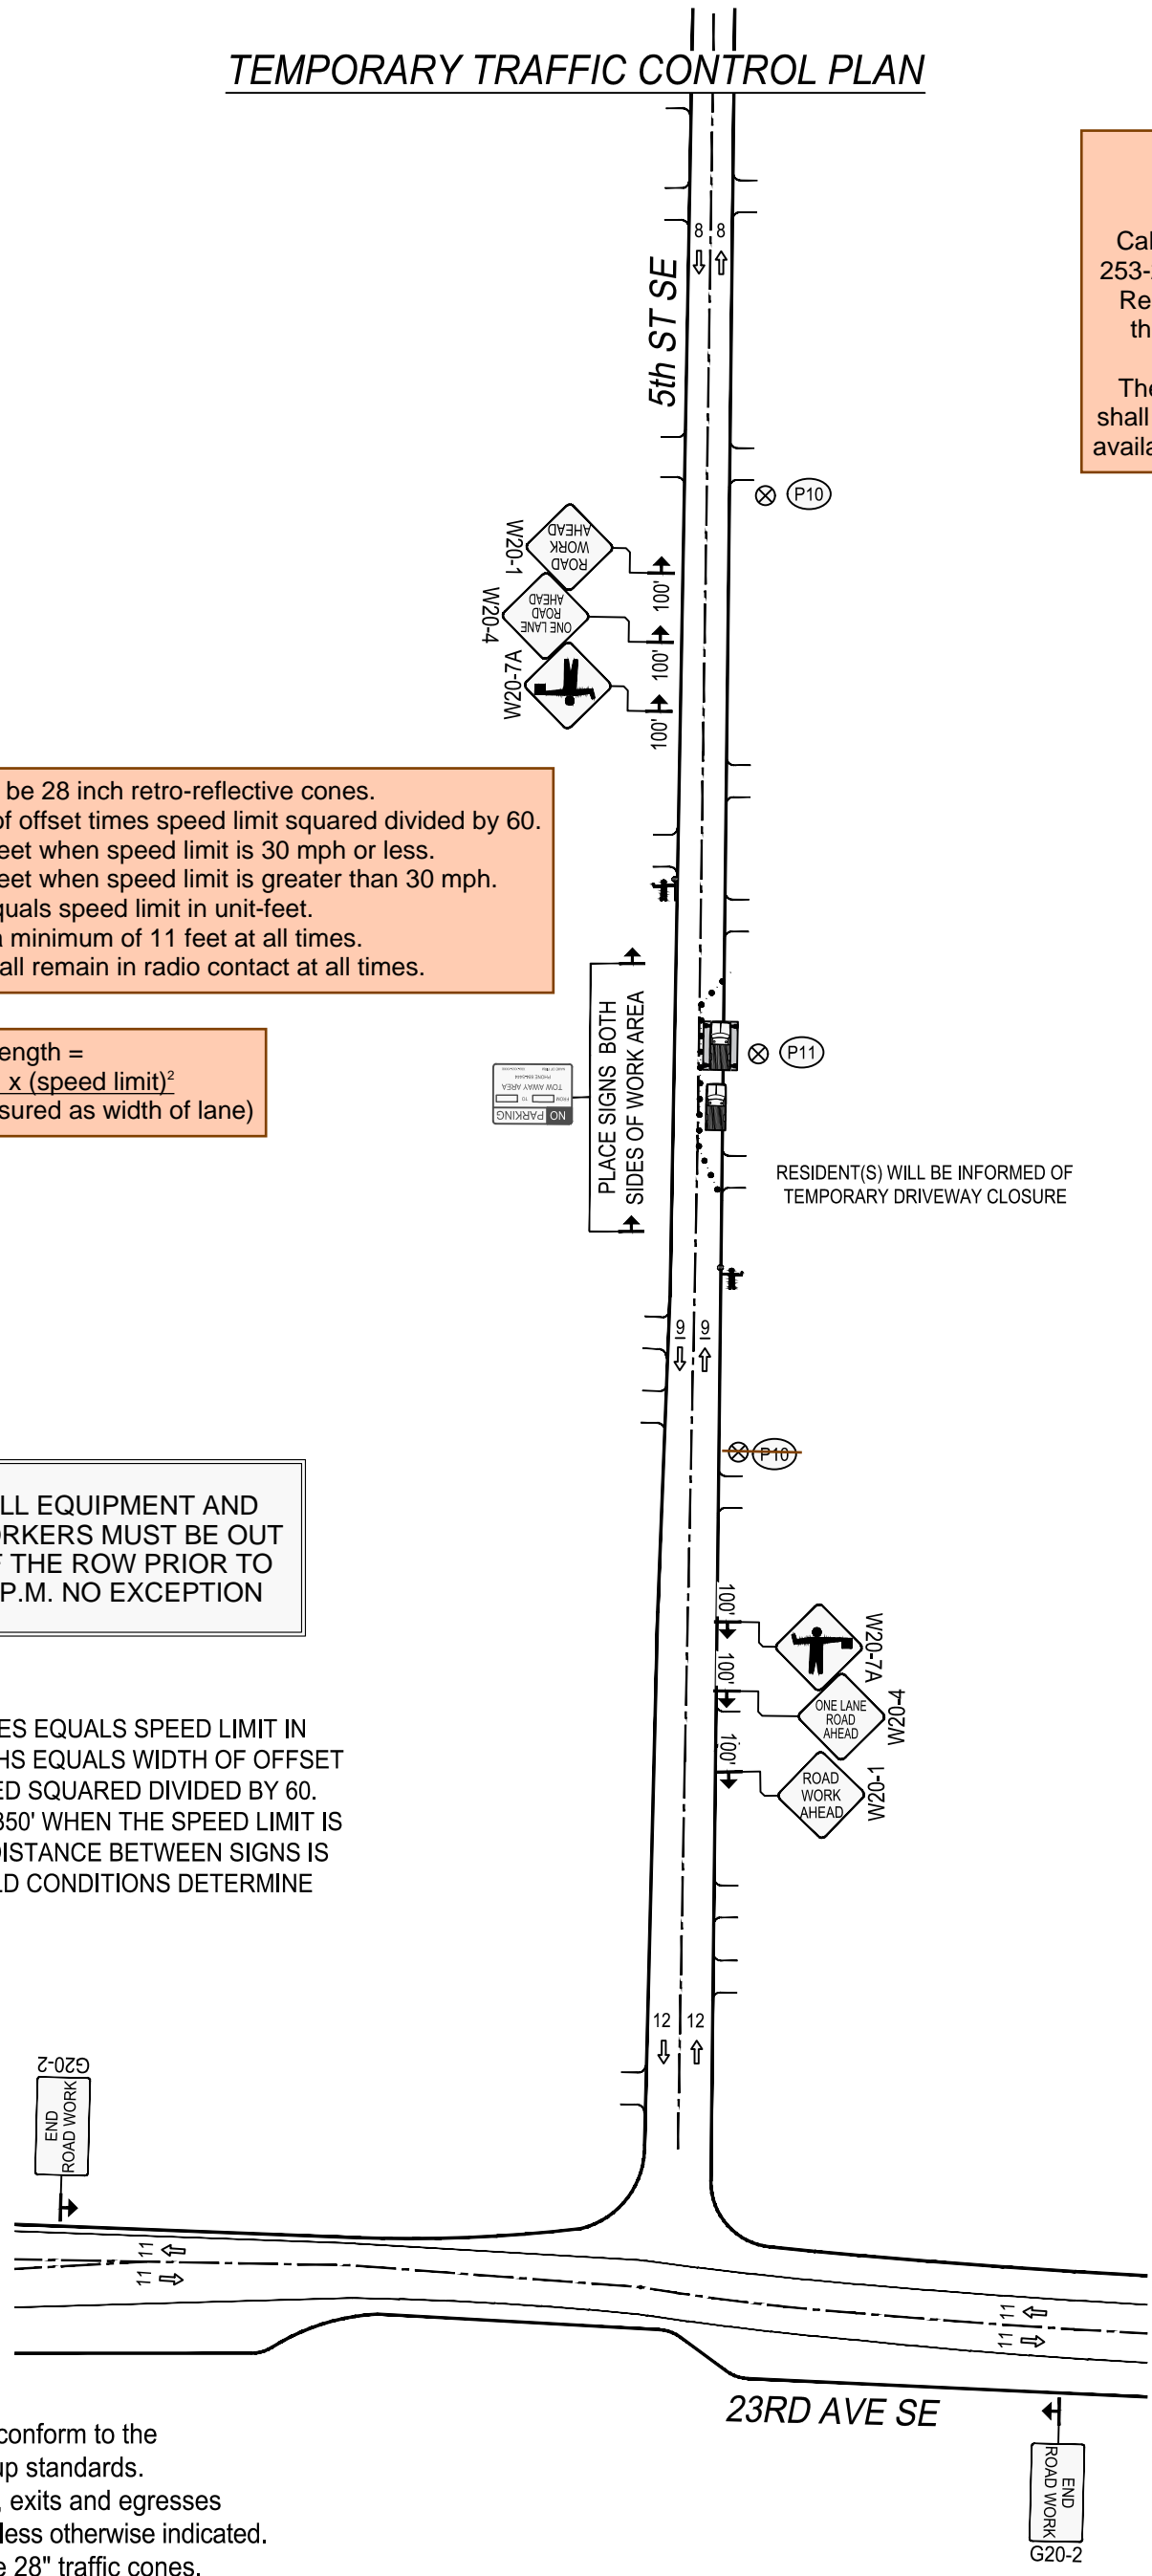 TEMPORARY TRAFFIC CONTROL PLAN
5th ST SE
8 8
Cal
253-
Re
th
The
shall
availa
P10
W20-1
ROAD
WORK
AHEAD
100'
W20-4
ONE LANE
ROAD
AHEAD
100'
W20-7A
100'
be 28 inch retro-reflective cones.
of offset times speed limit squared divided by 60.
eet when speed limit is 30 mph or less.
eet when speed limit is greater than 30 mph.
quals speed limit in unit-feet.
a minimum of 11 feet at all times.
all remain in radio contact at all times.
ength =
x (speed limit)²
sured as width of lane)
PLACE SIGNS BOTH
SIDES OF WORK AREA
NO PARKING
FROM TO
TOW AWAY AREA
P11
RESIDENT(S) WILL BE INFORMED OF
TEMPORARY DRIVEWAY CLOSURE
9 9
P10
LL EQUIPMENT AND
ORKERS MUST BE OUT
F THE ROW PRIOR TO
P.M. NO EXCEPTION
100'
W20-7A
100'
ONE LANE
ROAD
AHEAD
W20-4
100'
ROAD
WORK
AHEAD
W20-1
ES EQUALS SPEED LIMIT IN
HS EQUALS WIDTH OF OFFSET
ED SQUARED DIVIDED BY 60.
350' WHEN THE SPEED LIMIT IS
DISTANCE BETWEEN SIGNS IS
LD CONDITIONS DETERMINE
12 12
G20-2
END
ROAD WORK
11
11
11
11
23RD AVE SE
END
ROAD WORK
G20-2
conform to the
up standards.
, exits and egresses
less otherwise indicated.
e 28" traffic cones.